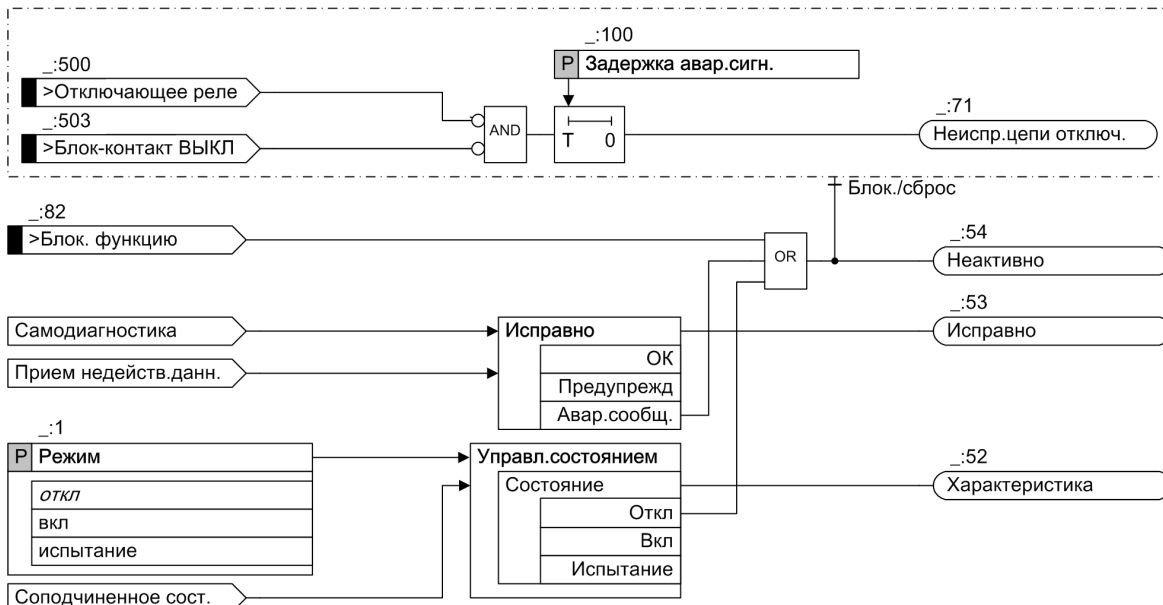 _:100
P Задержка авар.сигн.
_:500
>Отключающее реле
_:503
>Блок-контакт ВЫКЛ
AND
T 0
_:71
Неиспр.цепи отключ.
Блок./сброс
_:82
>Блок. функцию
OR
_:54
Неактивно
_:53
Исправно
Самодиагностика
Прием недейств.данн.
Исправно
ОК
Предупрежд
Авар.сообщ.
_:1
P Режим
откл
вкл
испытание
Управл.состоянием
Состояние
Откл
Вкл
Испытание
_:52
Характеристика
Соподчиненное сост.